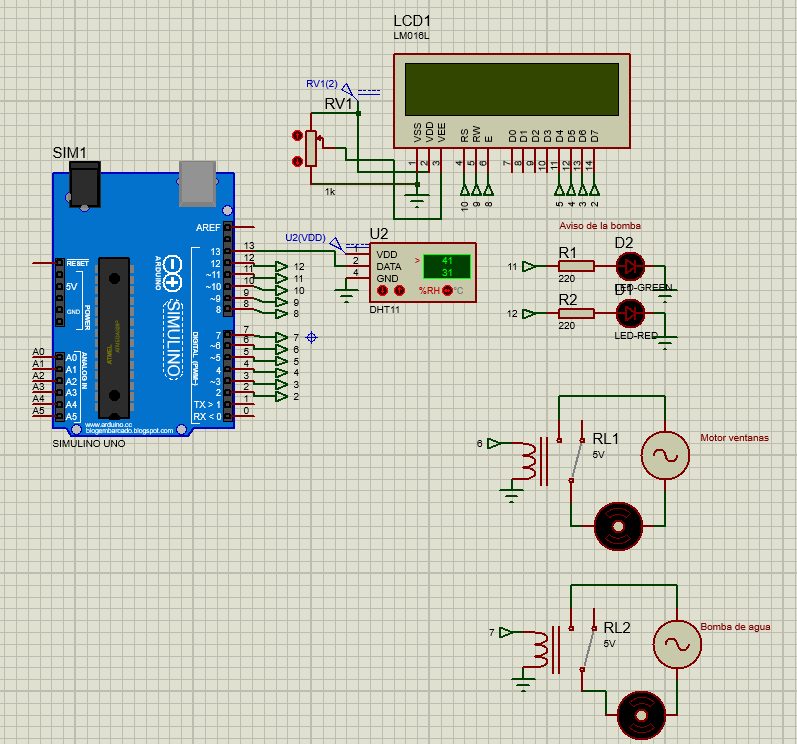 LCD1
LM016L
RV1(2)
RV1
1k
VSS
VDD
VEE
RS
RW
E
D0
D1
D2
D3
D4
D5
D6
D7
1
2
3
4
5
6
7
8
9
10
11
12
13
14
10
9
8
5
4
3
2
SIM1
AREF
RESET
5V
GND
POWER
ARDUINO
SIMULINO
ATMEL
DIGITAL (PWM~)
ANALOG IN
13
12
~11
~10
~9
8
7
~6
~5
4
~3
2
TX > 1
RX < 0
13
12
11
10
9
8
7
6
5
4
3
2
1
0
12
11
10
9
8
7
6
5
4
3
2
A0
A1
A2
A3
A4
A5
A0
A1
A2
A3
A4
A5
www.arduino.cc
blogembarcado.blogspot.com
SIMULINO UNO
U2(VDD)
U2
1
2
4
VDD
DATA
GND
>
41
31
%RH
°C
DHT11
Aviso de la bomba
11
R1
220
D2
LED-GREEN
12
R2
220
D1
LED-RED
6
RL1
5V
Motor ventanas
7
RL2
5V
Bomba de agua